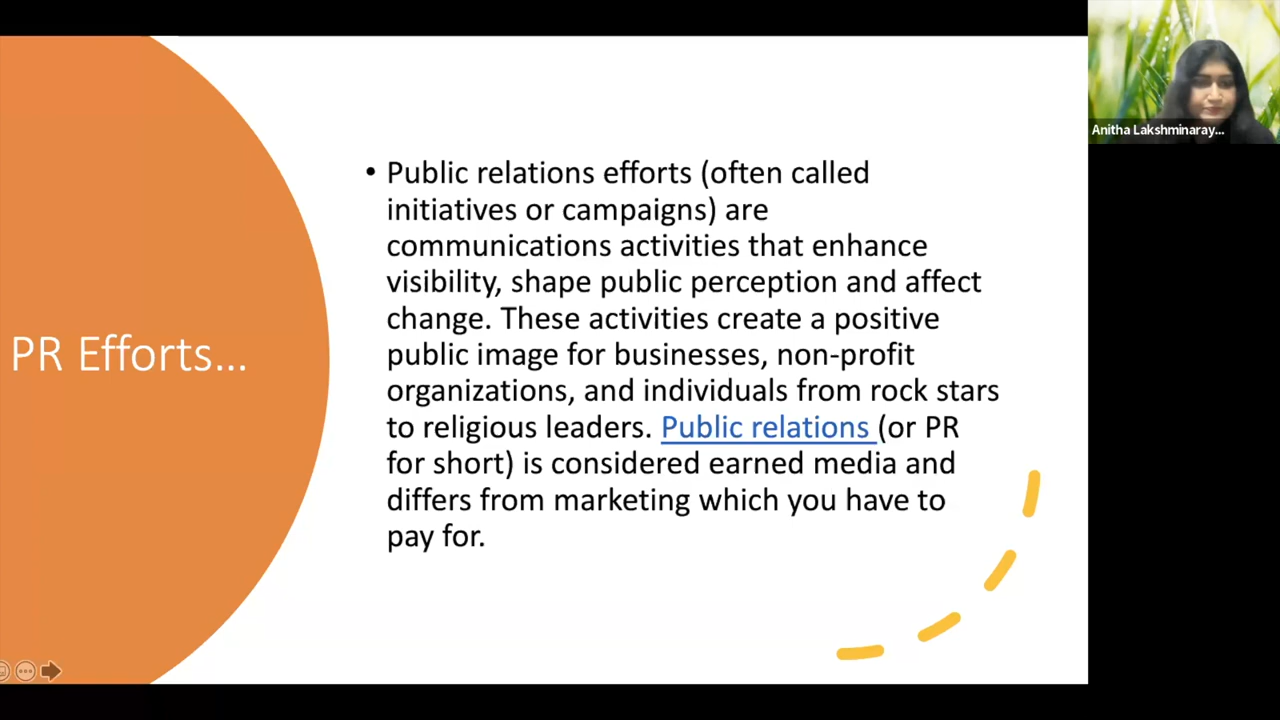 PR Efforts...
• Public relations efforts (often called
initiatives or campaigns) are
communications activities that enhance
visibility, shape public perception and affect
change. These activities create a positive
public image for businesses, non-profit
organizations, and individuals from rock stars
to religious leaders. Public relations (or PR
for short) is considered earned media and
differs from marketing which you have to
pay for.
Anitha Lakshminaray...